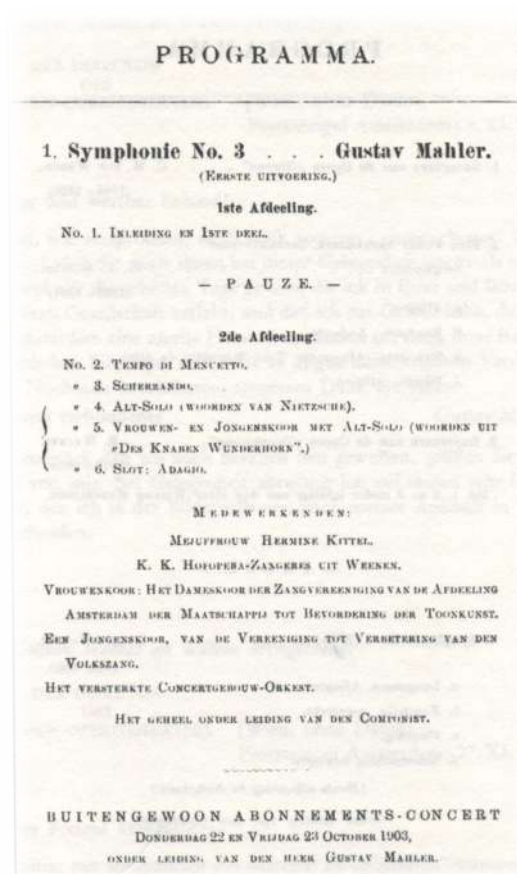 PROGRAMMA.
1. Symphonie No. 3 . . . Gustav Mahler.
(Eerste uitvoering.)
1ste Afdeeling.
No. 1. Inleiding en 1ste deel.
— PAUZE. —
2de Afdeeling.
No. 2. Tempo di Menuetto.
„ 3. Scherzando.
„ 4. Alt-Solo (woorden van Nietzsche).
„ 5. Vrouwen- en Jongenskoor met Alt-Solo (woorden uit
„Des Knaben Wunderhorn”.)
„ 6. Slot: Adagio.
Medewerkenden:
Mejuffrouw Hermine Kittel.
K. K. Hofopera-Zangeres uit Weenen.
Vrouwenkoor: Het Dameskoor der Zangvereeniging van de Afdeeling
Amsterdam der Maatschappij tot Bevordering der Toonkunst.
Een Jongenskoor, van de Vereeniging tot Verbetering van den
Volkszang.
Het versterkte Concertgebouw-Orkest.
Het geheel onder leiding van den Componist.
BUITENGEWOON ABONNEMENTS-CONCERT
Donderdag 22 en Vrijdag 23 October 1903,
onder leiding van den heer Gustav Mahler.